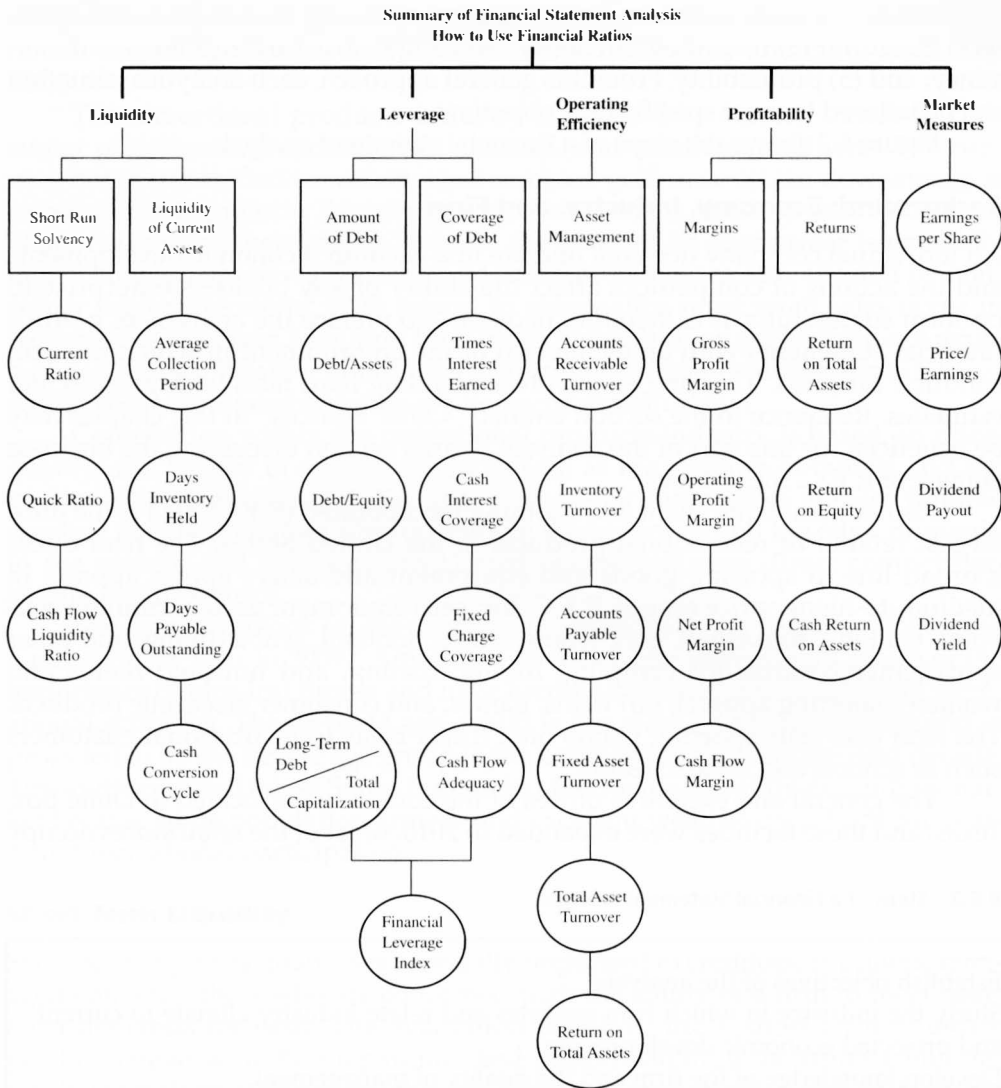 Summary of Financial Statement Analysis
How to Use Financial Ratios
Liquidity
Leverage
Operating
Efficiency
Profitability
Market
Measures
Short Run
Solvency
Liquidity
of Current
Assets
Amount
of Debt
Coverage
of Debt
Asset
Management
Margins
Returns
Earnings
per Share
Current
Ratio
Average
Collection
Period
Debt/Assets
Times
Interest
Earned
Accounts
Receivable
Turnover
Gross
Profit
Margin
Return
on Total
Assets
Price/
Earnings
Quick Ratio
Days
Inventory
Held
Debt/Equity
Cash
Interest
Coverage
Inventory
Turnover
Operating
Profit
Margin
Return
on Equity
Dividend
Payout
Cash Flow
Liquidity
Ratio
Days
Payable
Outstanding
Fixed
Charge
Coverage
Accounts
Payable
Turnover
Net Profit
Margin
Cash Return
on Assets
Dividend
Yield
Cash
Conversion
Cycle
Long-Term
Debt
Total
Capitalization
Cash Flow
Adequacy
Fixed Asset
Turnover
Cash Flow
Margin
Financial
Leverage
Index
Total Asset
Turnover
Return on
Total Assets